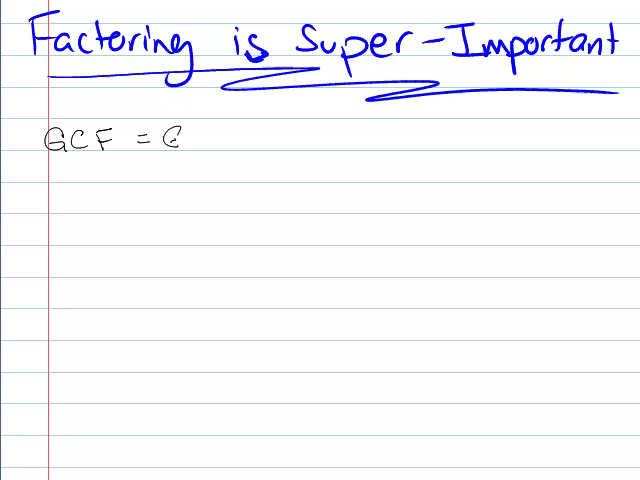 Factoring is Super-Important
GCF = G